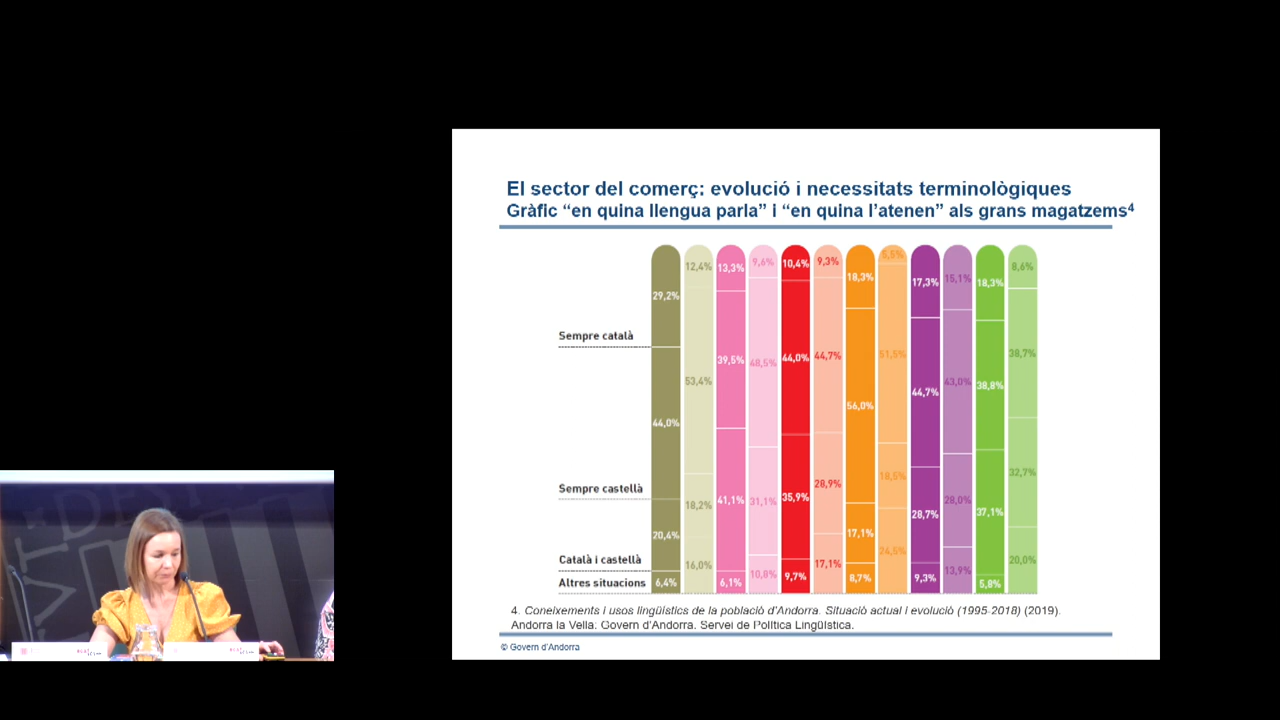 El sector del comerç: evolució i necessitats terminològiques
Gràfic “en quina llengua parla” i “en quina l’atenen” als grans magatzems⁴
12,4% 13,3% 9,6% 10,4% 9,3% 18,3% 5,5% 17,3% 15,1% 18,3% 8,6%
29,2%
Sempre català
39,5% 48,5% 44,0% 44,7% 51,5% 38,7%
53,4% 43,0% 38,8%
44,0% 56,0% 44,7%
Sempre castellà
18,2% 41,1% 31,1% 35,9% 28,9% 18,5% 28,7% 28,0% 37,1% 32,7%
20,4% 17,1%
Català i castellà
16,0% 10,8% 17,1% 24,5% 13,9% 20,0%
Altres situacions 6,4% 6,1% 9,7% 8,7% 9,3% 5,8%
4. Coneixements i usos lingüístics de la població d’Andorra. Situació actual i evolució (1995-2018) (2019).
Andorra la Vella: Govern d’Andorra. Servei de Política Lingüística.
© Govern d’Andorra